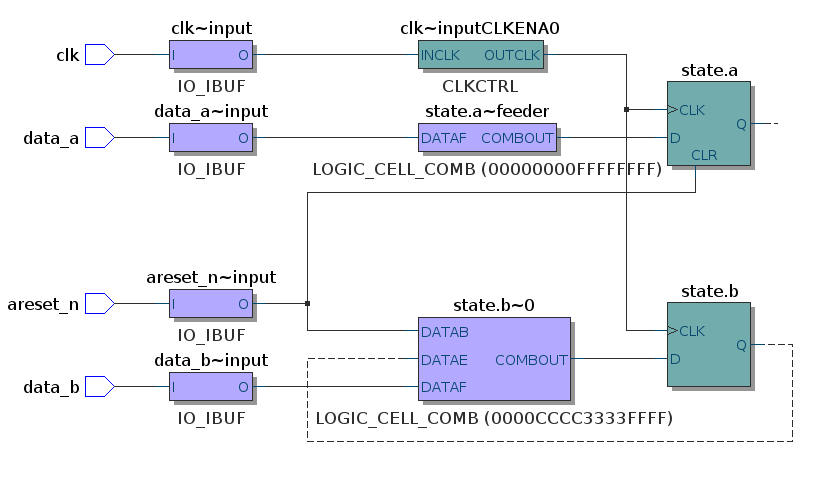 clk~input
clk~inputCLKENA0
clk
I
O
INCLK
OUTCLK
IO_IBUF
CLKCTRL
state.a
data_a~input
state.a~feeder
CLK
Q
data_a
I
O
DATAF
COMBOUT
D
CLR
IO_IBUF
LOGIC_CELL_COMB (00000000FFFFFFFF)
areset_n~input
state.b
areset_n
I
O
state.b~0
IO_IBUF
DATAB
CLK
Q
data_b~input
DATAE
COMBOUT
D
data_b
I
O
DATAF
IO_IBUF
LOGIC_CELL_COMB (0000CCCC3333FFFF)